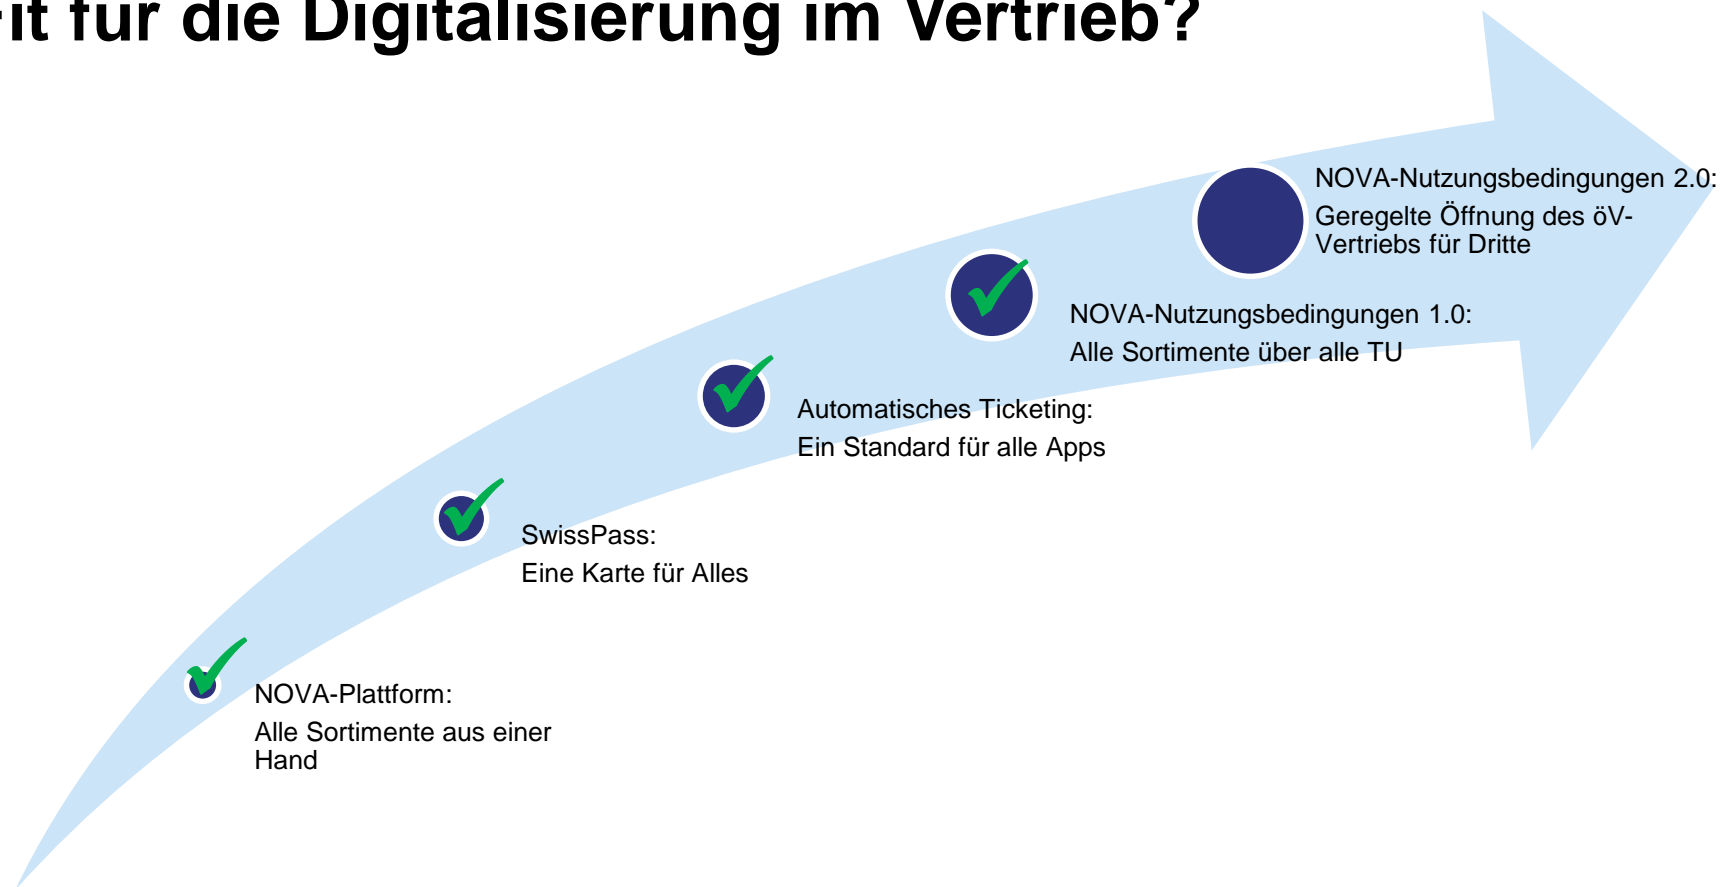 Fit für die Digitalisierung im Vertrieb?
NOVA-Nutzungsbedingungen 2.0:
Geregelte Öffnung des öV-
Vertriebs für Dritte
NOVA-Nutzungsbedingungen 1.0:
Alle Sortimente über alle TU
Automatisches Ticketing:
Ein Standard für alle Apps
SwissPass:
Eine Karte für Alles
NOVA-Plattform:
Alle Sortimente aus einer
Hand